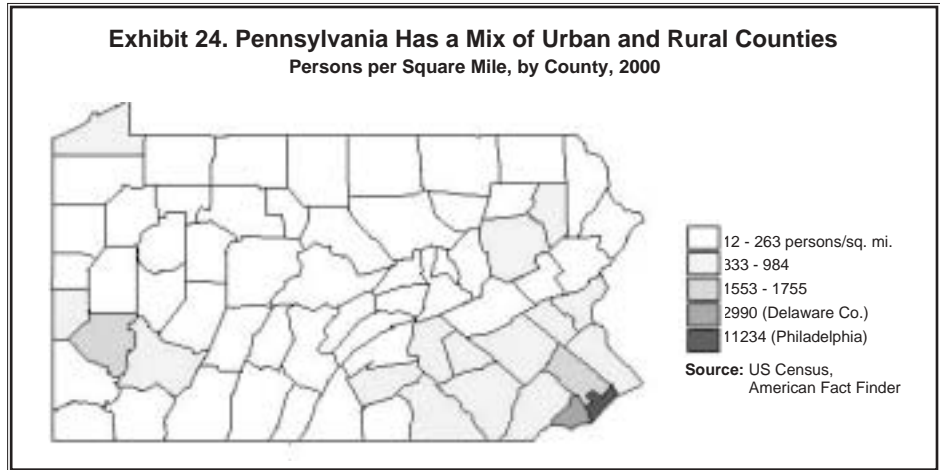 Exhibit 24. Pennsylvania Has a Mix of Urban and Rural Counties
Persons per Square Mile, by County, 2000
12 - 263 persons/sq. mi.
333 - 984
1553 - 1755
2990 (Delaware Co.)
11234 (Philadelphia)
Source: US Census,
American Fact Finder